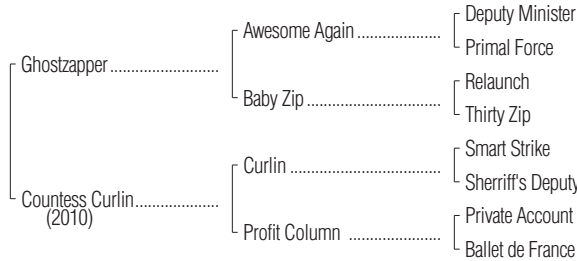 Deputy Minister
Awesome Again ....................
Primal Force
Ghostzapper ..........................
Relaunch
Baby Zip .................................
Thirty Zip
Smart Strike
Curlin ......................................
Sherriff's Deputy
Countess Curlin....................
(2010)
Private Account
Profit Column ......................
Ballet de France